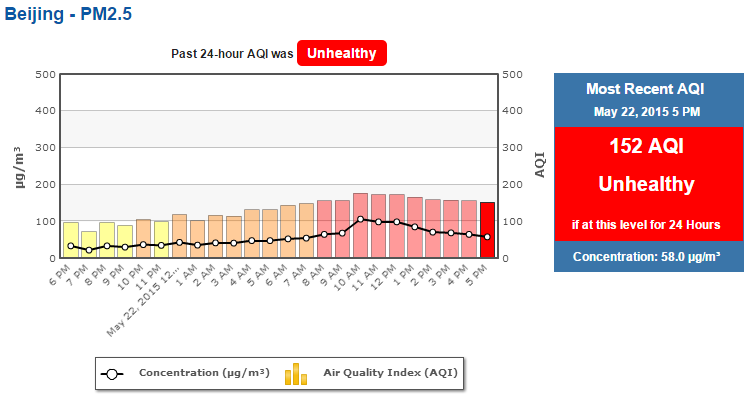 Beijing - PM2.5
Past 24-hour AQI was Unhealthy
500
400
300
200
100
0
µg/m³
500
400
300
200
100
0
AQI
6 PM
7 PM
8 PM
9 PM
10 PM
11 PM
May 22, 2015 12...
1 AM
2 AM
3 AM
4 AM
5 AM
6 AM
7 AM
8 AM
9 AM
10 AM
11 AM
12 PM
1 PM
2 PM
3 PM
4 PM
5 PM
Concentration (µg/m³)
Air Quality Index (AQI)
Most Recent AQI
May 22, 2015 5 PM
152 AQI
Unhealthy
if at this level for 24 Hours
Concentration: 58.0 µg/m³